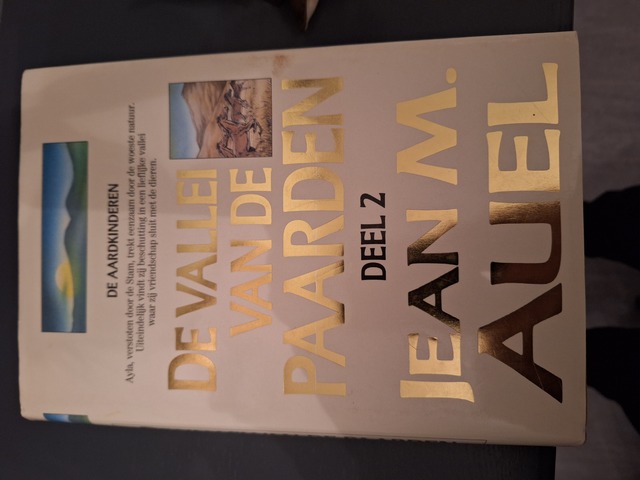 DE AARDKINDEREN
Ayla, verstoten door de Stam, trekt eenzaam door de woeste natuur.
Uiteindelijk vindt zij beschutting in een lieflijke vallei
waar zij vriendschap sluit met de dieren.
DE VALLEI
VAN DE
PAARDEN
DEEL 2
JEAN M.
AUEL